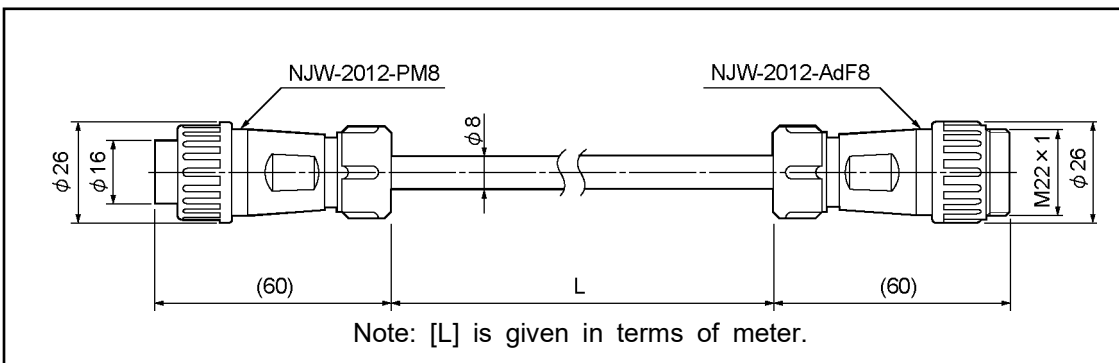 NJW-2012-PM8
NJW-2012-AdF8
φ26
φ16
φ8
M22×1
φ26
(60)
L
(60)
Note: [L] is given in terms of meter.